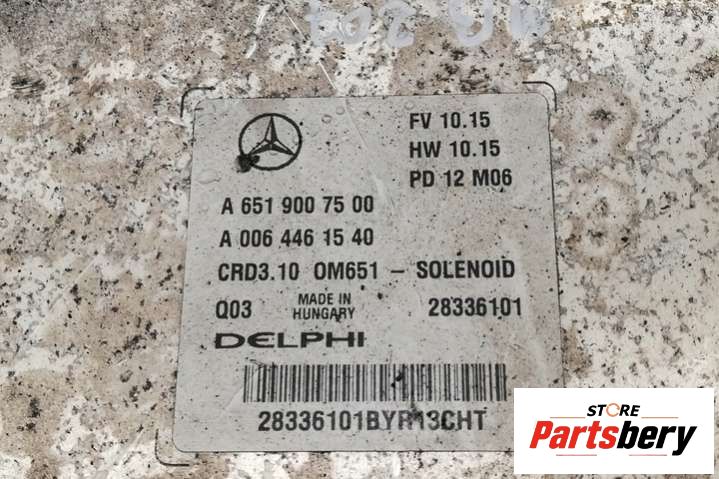 FV 10.15
HW 10.15
PD 12 M06
A 651 900 75 00
A 006 446 15 40
CRD3.10 OM651 - SOLENOID
Q03 MADE IN HUNGARY 28336101
DELPHI
28336101BYR13CHT
STORE
Partsbery